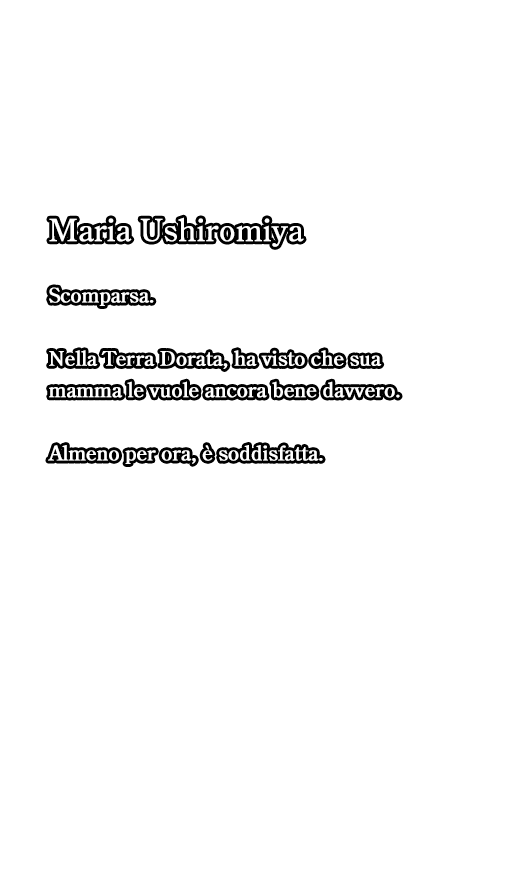 Maria Ushiromiya
Scomparsa.
Nella Terra Dorata, ha visto che sua
mamma le vuole ancora bene davvero.
Almeno per ora, è soddisfatta.